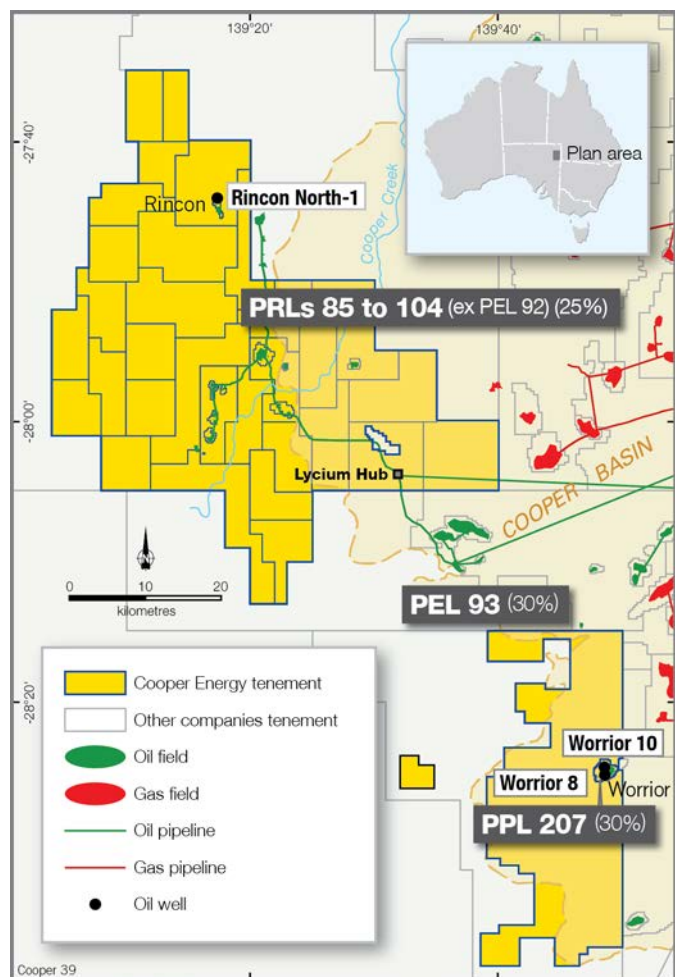 139°20'
139°40'
-27°40'
Plan area
Rincon
Rincon North-1
Cooper Creek
PRLs 85 to 104 (ex PEL 92) (25%)
-28°00'
Lycium Hub
COOPER BASIN
0 10 20
kilometres
PEL 93 (30%)
-28°20'
Worrior 10
Worrior 8
Worrior
PPL 207 (30%)
Cooper Energy tenement
Other companies tenement
Oil field
Gas field
Oil pipeline
Gas pipeline
Oil well
Cooper 39